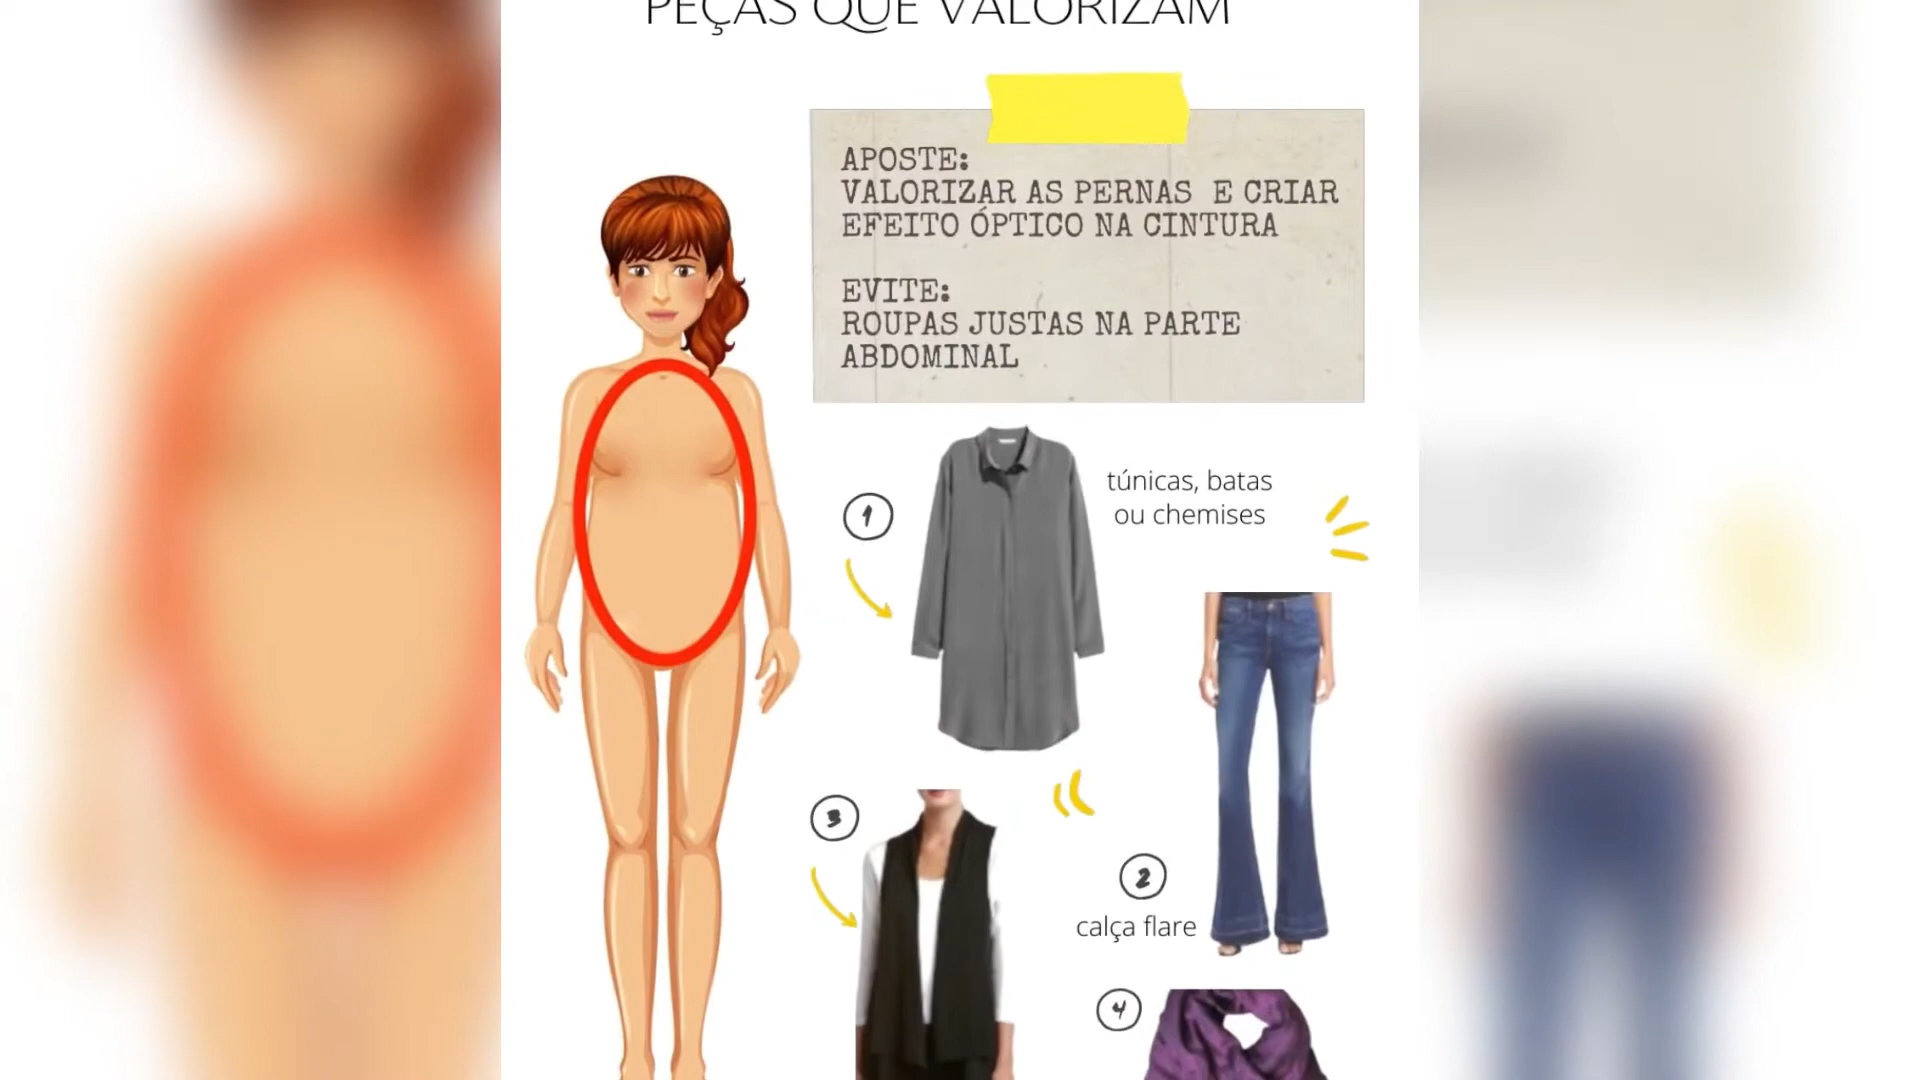 PEÇAS QUE VALORIZAM
APOSTE:
VALORIZAR AS PERNAS E CRIAR
EFEITO ÓPTICO NA CINTURA
EVITE:
ROUPAS JUSTAS NA PARTE
ABDOMINAL
1
túnicas, batas
ou chemises
3
2
calça flare
4